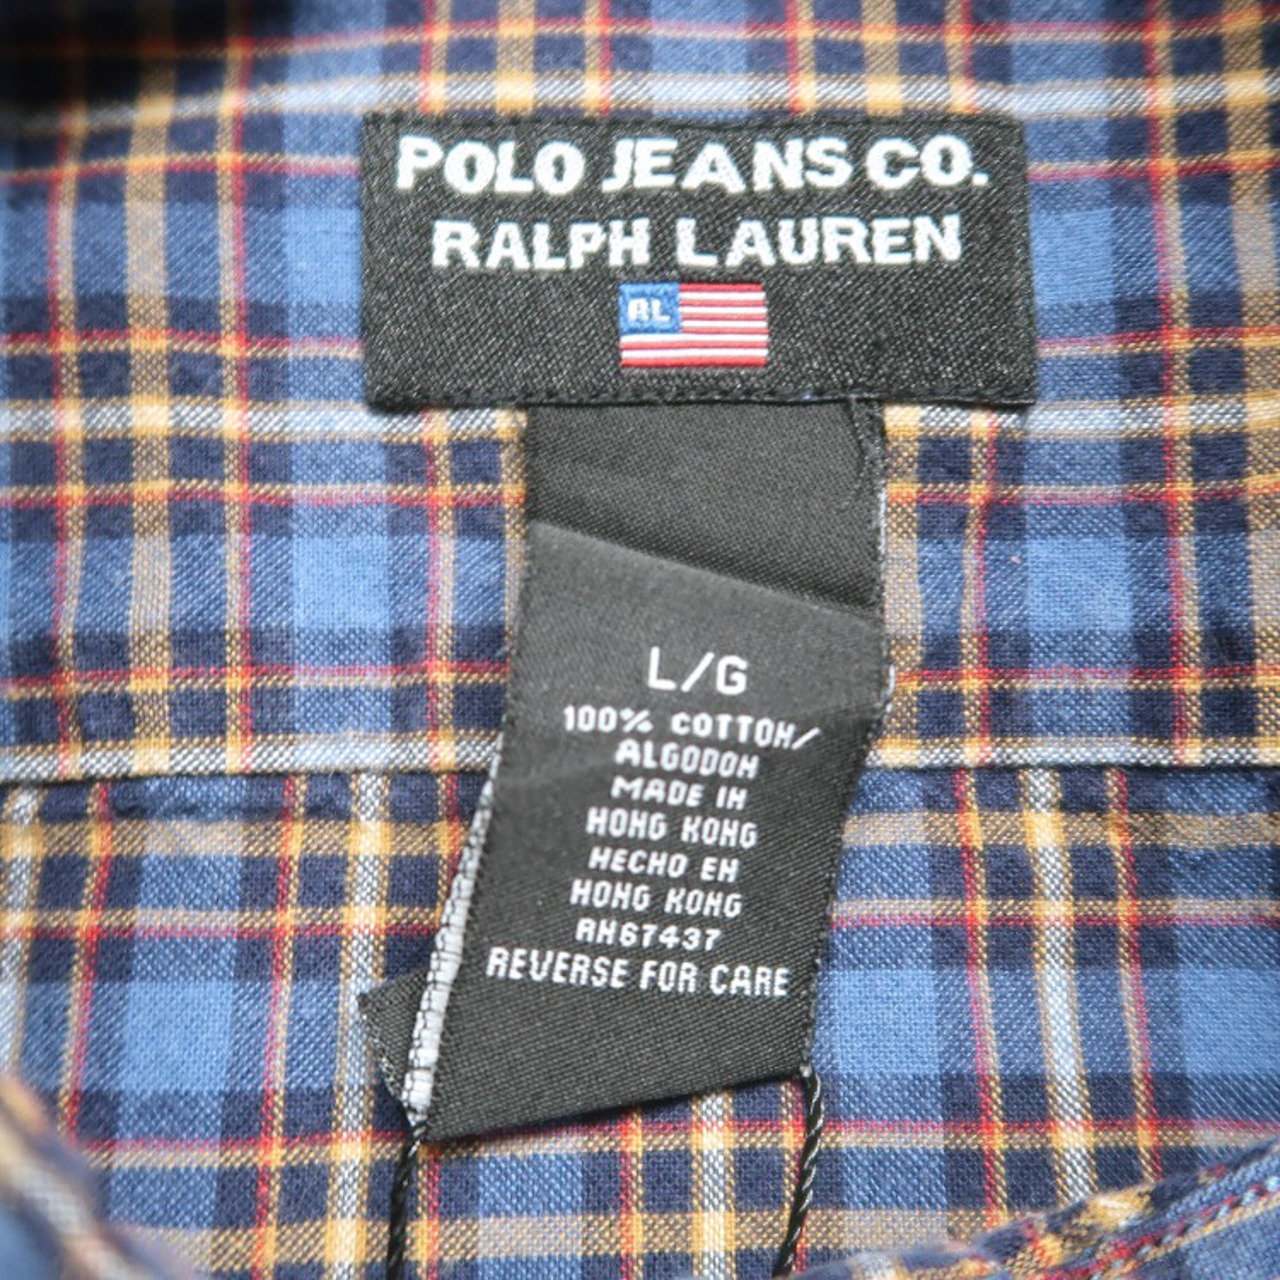 POLO JEANS CO.
RALPH LAUREN
RL
L/G
100% COTTON/
ALGODON
MADE IN
HONG KONG
HECHO EN
HONG KONG
RN67437
REVERSE FOR CARE